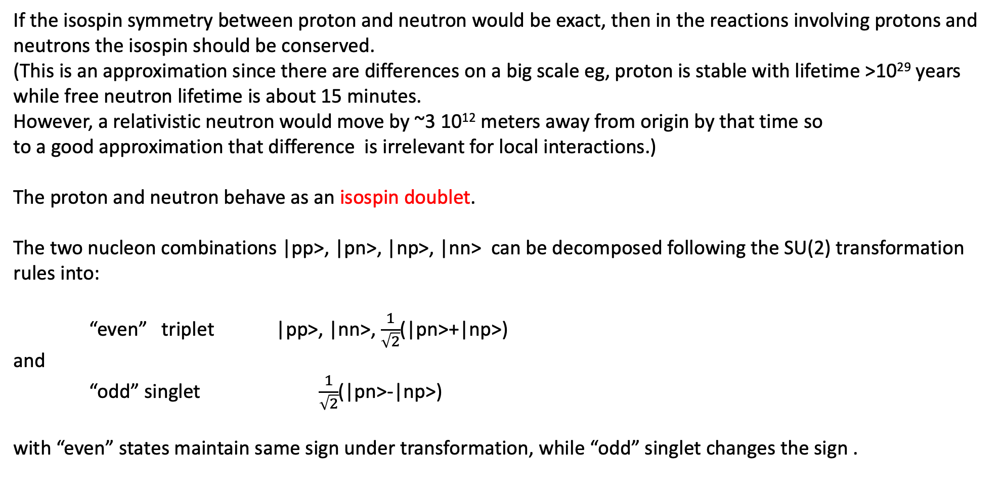 If the isospin symmetry between proton and neutron would be exact, then in the reactions involving protons and
neutrons the isospin should be conserved.
(This is an approximation since there are differences on a big scale eg, proton is stable with lifetime >10²⁹ years
while free neutron lifetime is about 15 minutes.
However, a relativistic neutron would move by ~3 10¹² meters away from origin by that time so
to a good approximation that difference  is irrelevant for local interactions.)
The proton and neutron behave as an isospin doublet.
The two nucleon combinations |pp>, |pn>, |np>, |nn>  can be decomposed following the SU(2) transformation
rules into:
“even”  triplet |pp>, |nn>, 1/√2(|pn>+|np>)
and
“odd” singlet 1/√2(|pn>-|np>)
with “even” states maintain same sign under transformation, while “odd” singlet changes the sign .